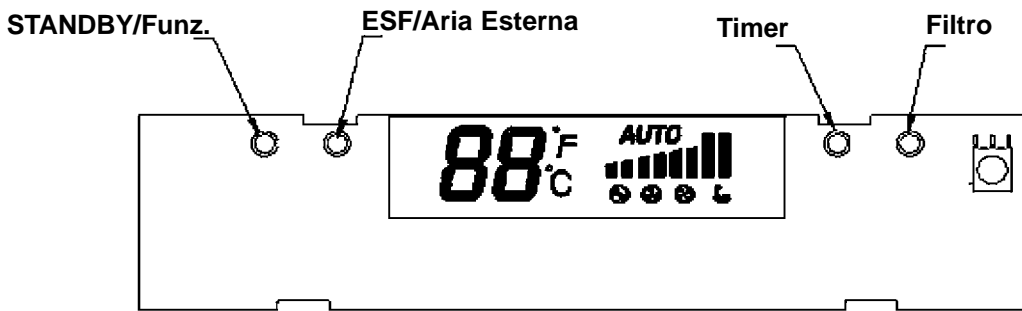 STANDBY/Funz.
ESF/Aria Esterna
Timer
Filtro
88°F
°C
AUTO